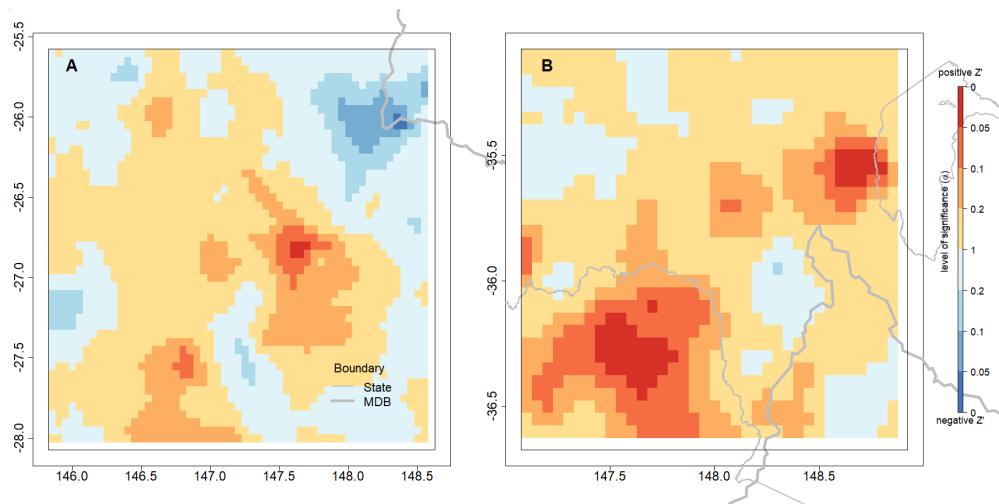 A
B
-25.5
-26.0
-26.5
-27.0
-27.5
-28.0
146.0 146.5 147.0 147.5 148.0 148.5
Boundary
State
MDB
-35.5
-36.0
-36.5
147.5 148.0 148.5
positive Z'
0
0.05
0.1
0.2
1
0.2
0.1
0.05
0
negative Z'
level of significance (α)